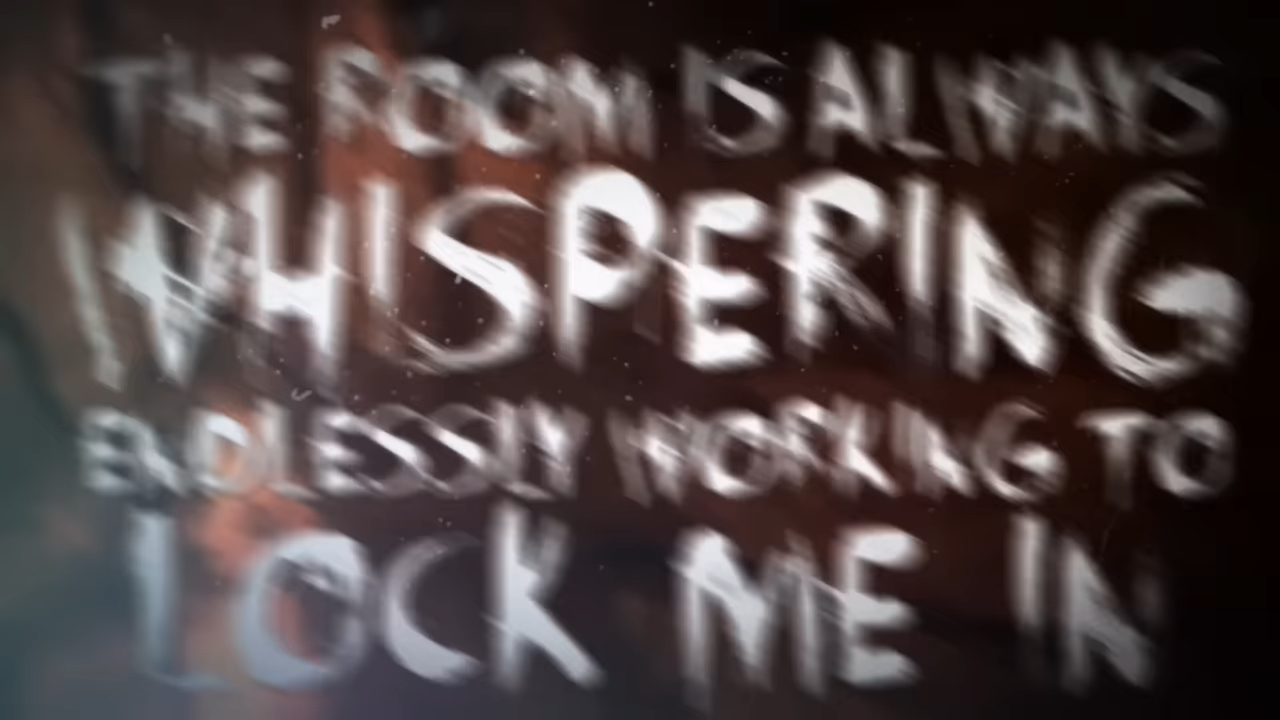 THE ROOM IS ALWAYS
WHISPERING
ENDLESSLY WORKING TO
LOCK ME IN